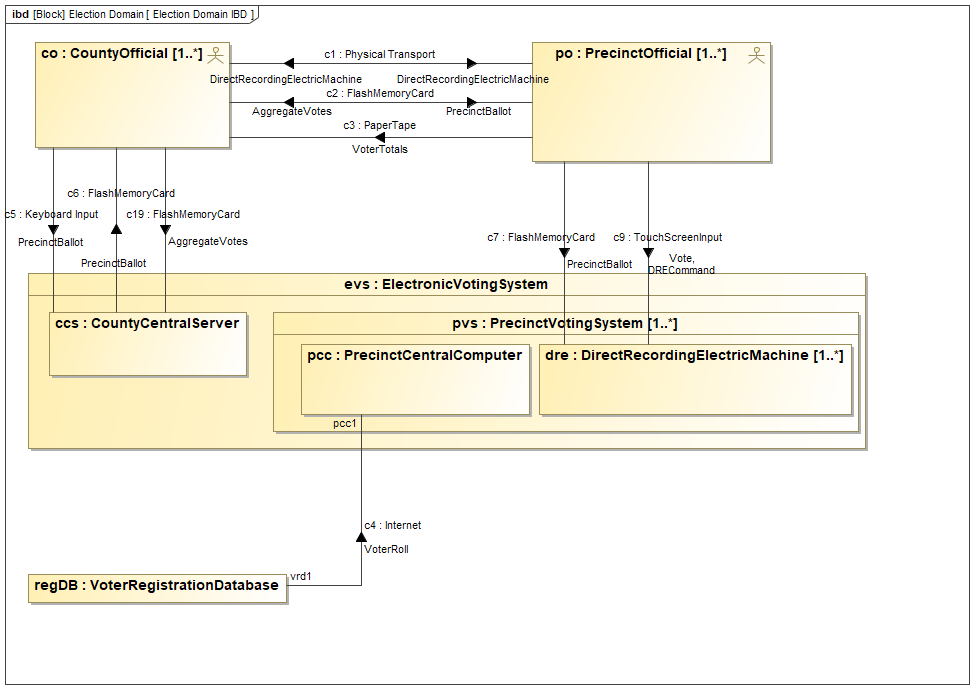 ibd [Block] Election Domain [ Election Domain IBD ]
co : CountyOfficial [1..*]
po : PrecinctOfficial [1..*]
c1 : Physical Transport
DirectRecordingElectricMachine
DirectRecordingElectricMachine
c2 : FlashMemoryCard
AggregateVotes
PrecinctBallot
c3 : PaperTape
VoterTotals
c6 : FlashMemoryCard
c5 : Keyboard Input
c19 : FlashMemoryCard
PrecinctBallot
AggregateVotes
PrecinctBallot
c7 : FlashMemoryCard
c9 : TouchScreenInput
PrecinctBallot
Vote,
DRECommand
evs : ElectronicVotingSystem
ccs : CountyCentralServer
pvs : PrecinctVotingSystem [1..*]
pcc : PrecinctCentralComputer
dre : DirectRecordingElectricMachine [1..*]
pcc1
c4 : Internet
VoterRoll
vrd1
regDB : VoterRegistrationDatabase